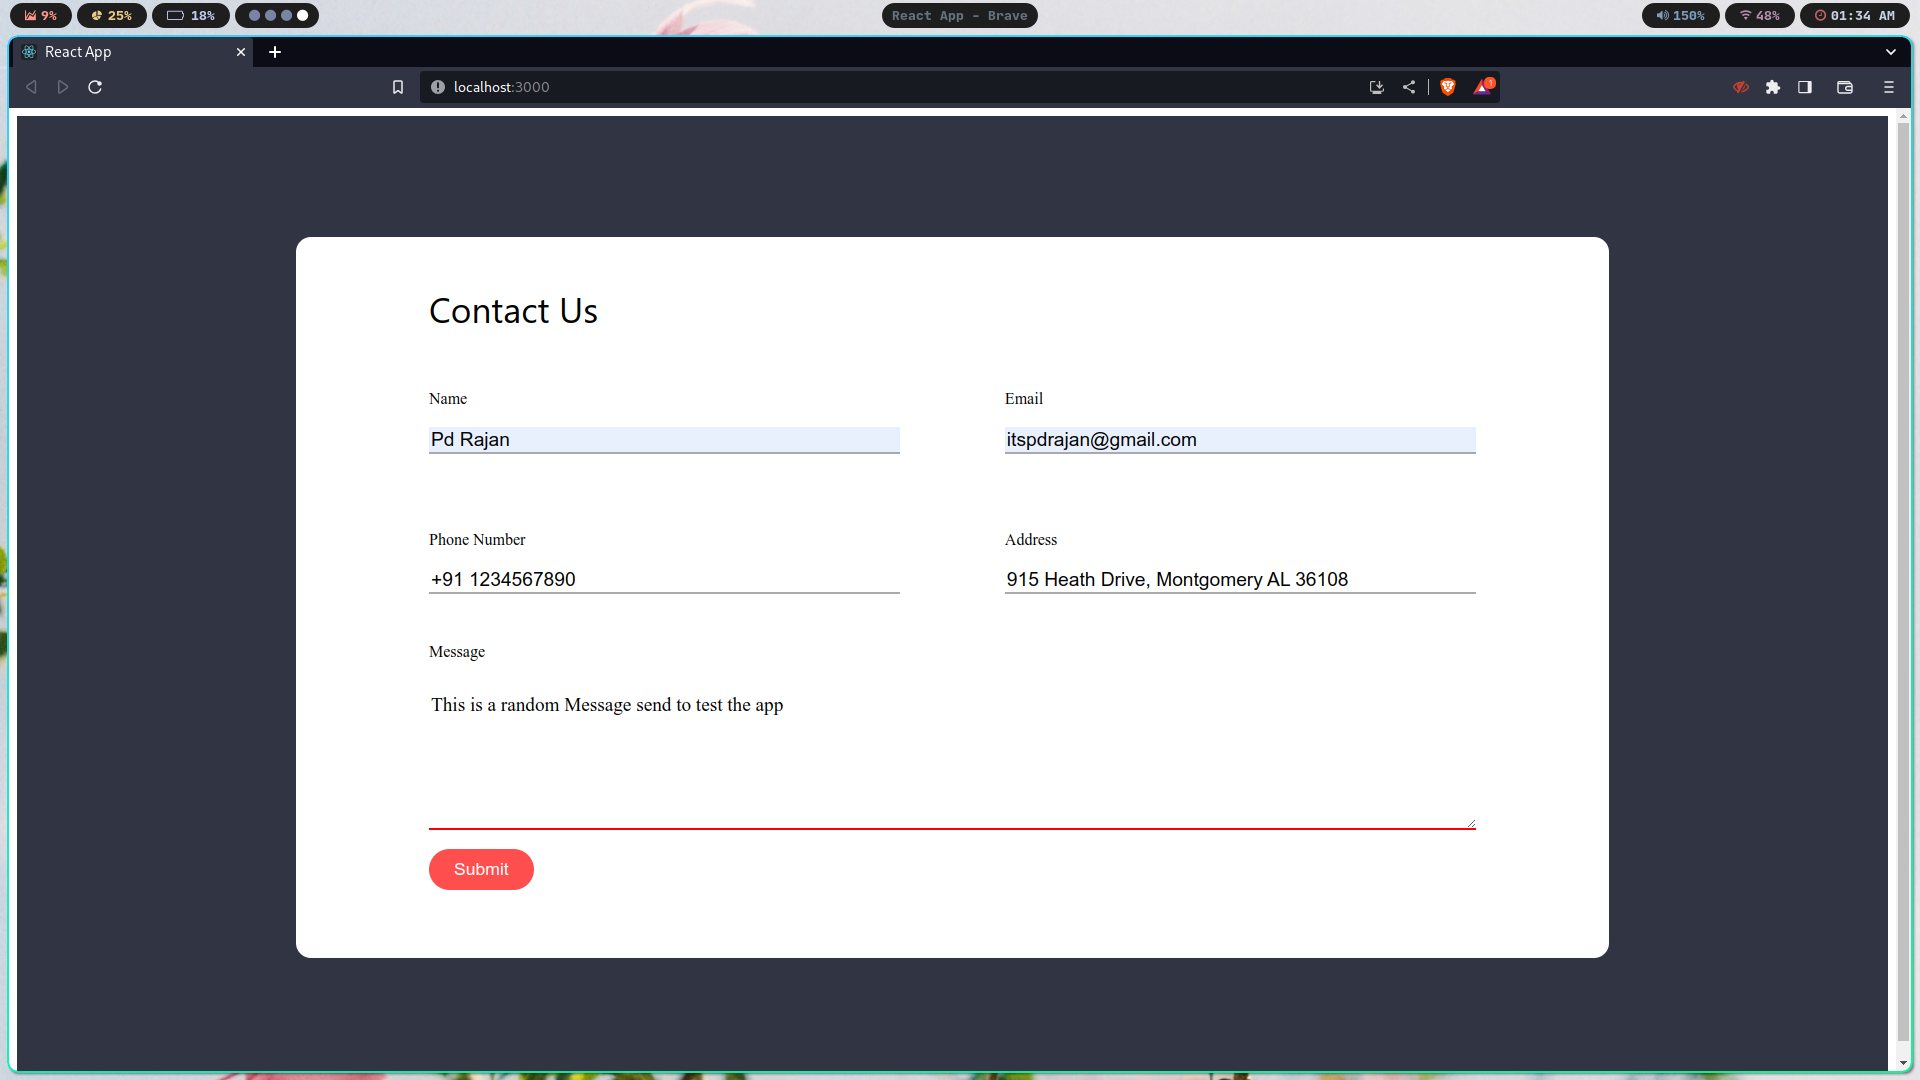 9%
25%
18%
React App - Brave
150%
48%
01:34 AM
React App
localhost:3000
1
Contact Us
Name
Email
Pd Rajan
itspdrajan@gmail.com
Phone Number
Address
+91 1234567890
915 Heath Drive, Montgomery AL 36108
Message
This is a random Message send to test the app
Submit